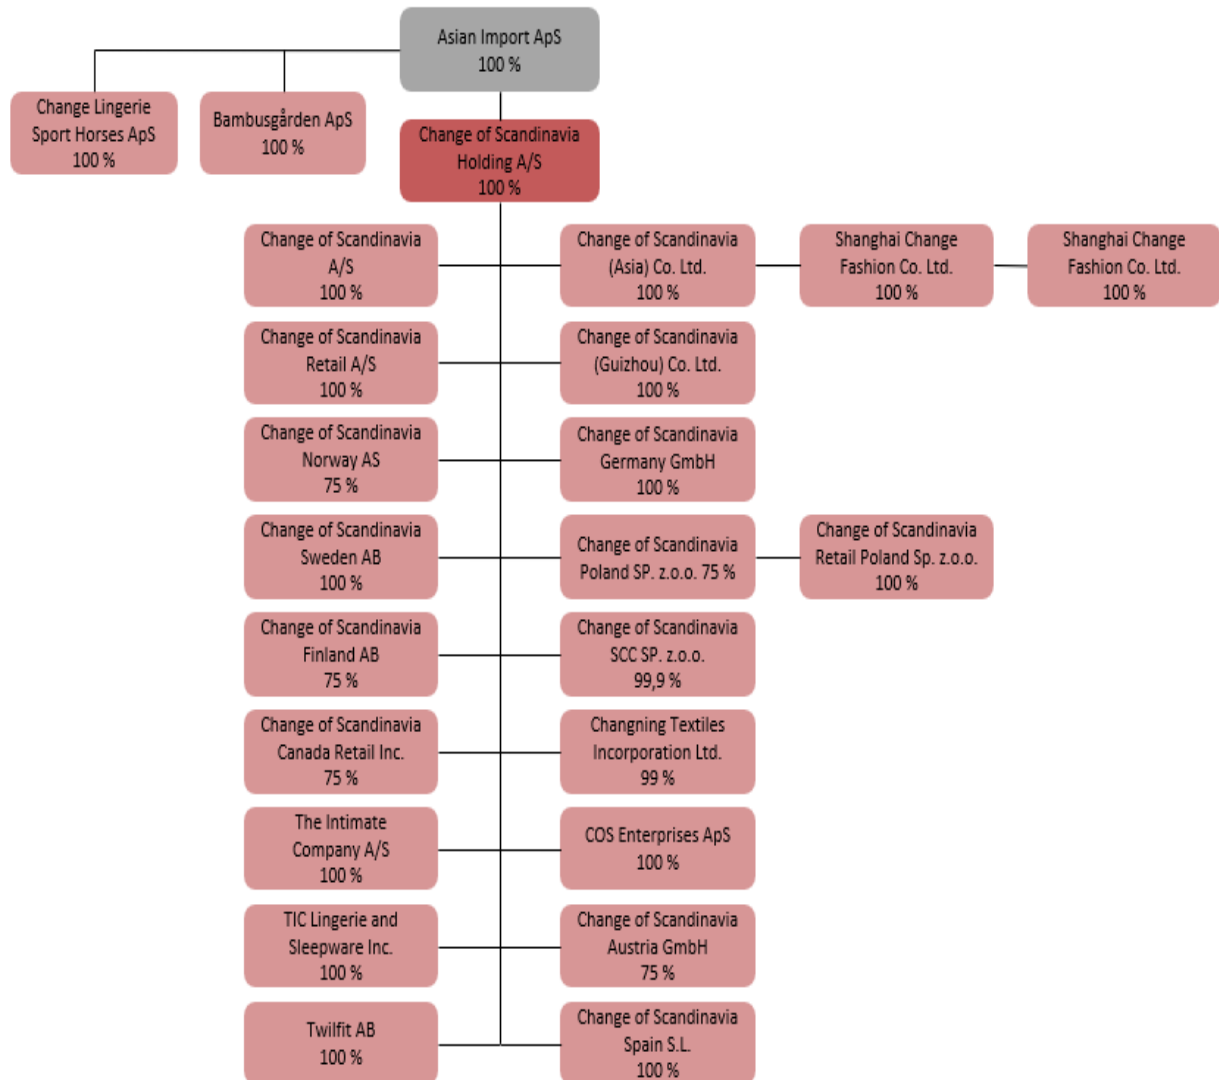 Asian Import ApS
100 %
Change Lingerie
Sport Horses ApS
100 %
Bambusgården ApS
100 %
Change of Scandinavia
Holding A/S
100 %
Change of Scandinavia
A/S
100 %
Change of Scandinavia
(Asia) Co. Ltd.
100 %
Shanghai Change
Fashion Co. Ltd.
100 %
Shanghai Change
Fashion Co. Ltd.
100 %
Change of Scandinavia
Retail A/S
100 %
Change of Scandinavia
(Guizhou) Co. Ltd.
100 %
Change of Scandinavia
Norway AS
75 %
Change of Scandinavia
Germany GmbH
100 %
Change of Scandinavia
Sweden AB
100 %
Change of Scandinavia
Poland SP. z.o.o. 75 %
Change of Scandinavia
Retail Poland Sp. z.o.o.
100 %
Change of Scandinavia
Finland AB
75 %
Change of Scandinavia
SCC SP. z.o.o.
99,9 %
Change of Scandinavia
Canada Retail Inc.
75 %
Changning Textiles
Incorporation Ltd.
99 %
The Intimate
Company A/S
100 %
COS Enterprises ApS
100 %
TIC Lingerie and
Sleepware Inc.
100 %
Change of Scandinavia
Austria GmbH
75 %
Twilfit AB
100 %
Change of Scandinavia
Spain S.L.
100 %